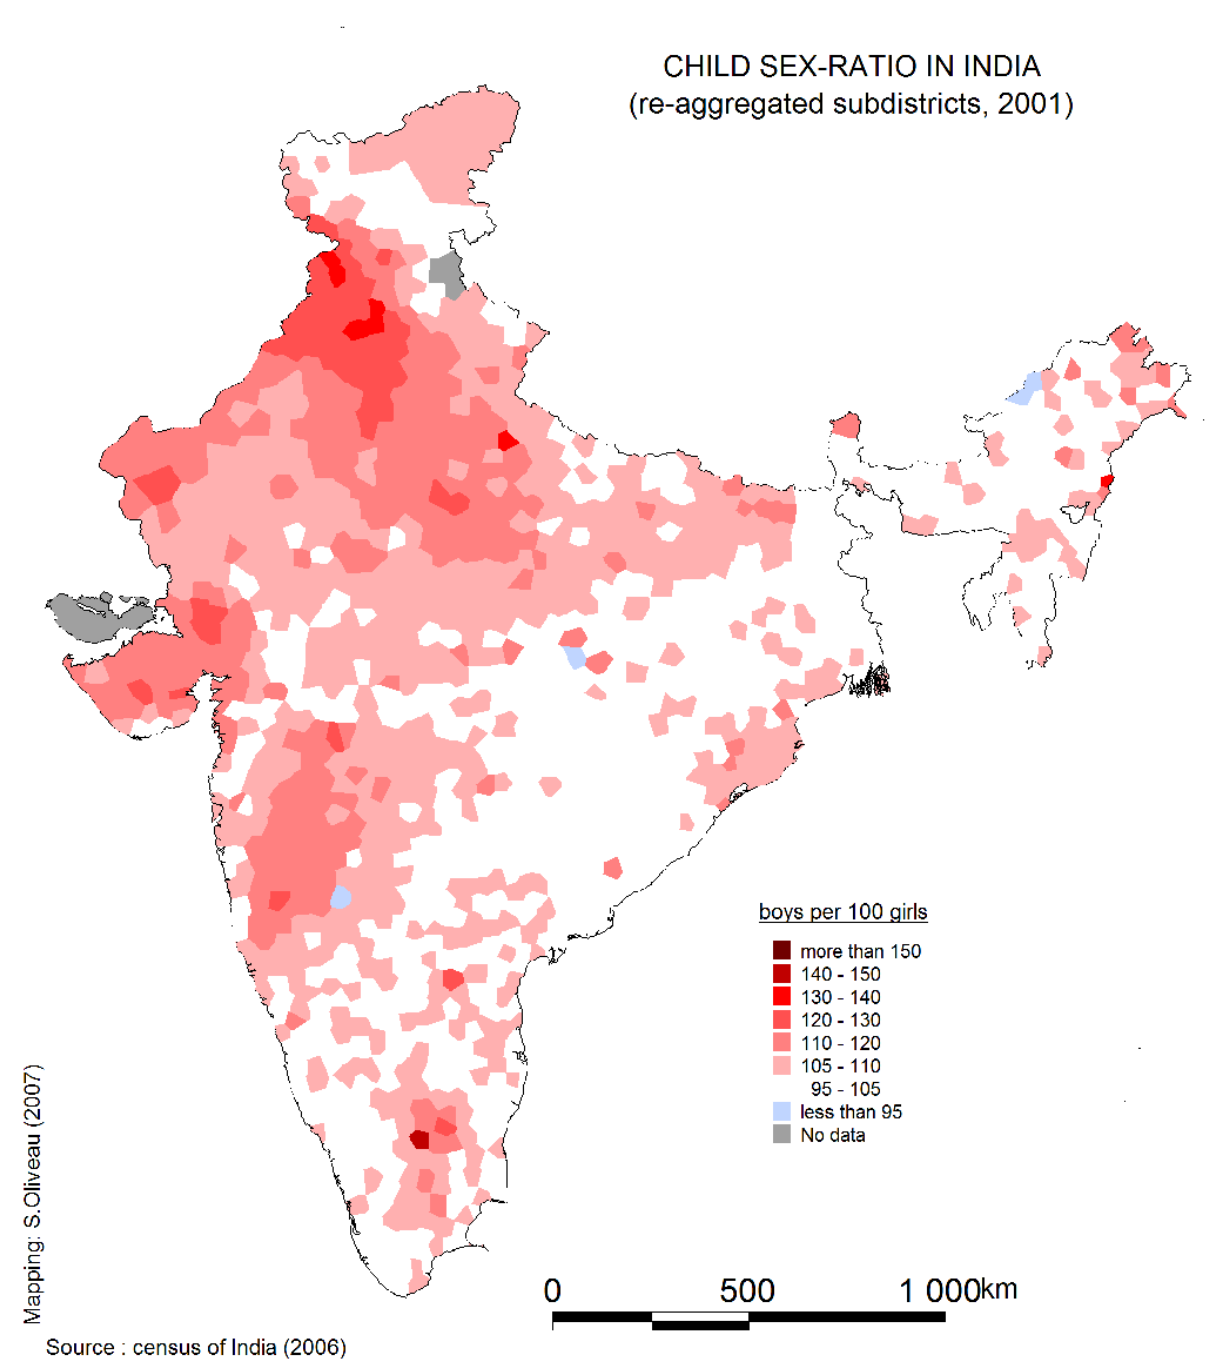 CHILD SEX-RATIO IN INDIA
(re-aggregated subdistricts, 2001)
boys per 100 girls
more than 150
140 - 150
130 - 140
120 - 130
110 - 120
105 - 110
95 - 105
less than 95
No data
0 500 1 000km
Mapping: S.Oliveau (2007)
Source : census of India (2006)